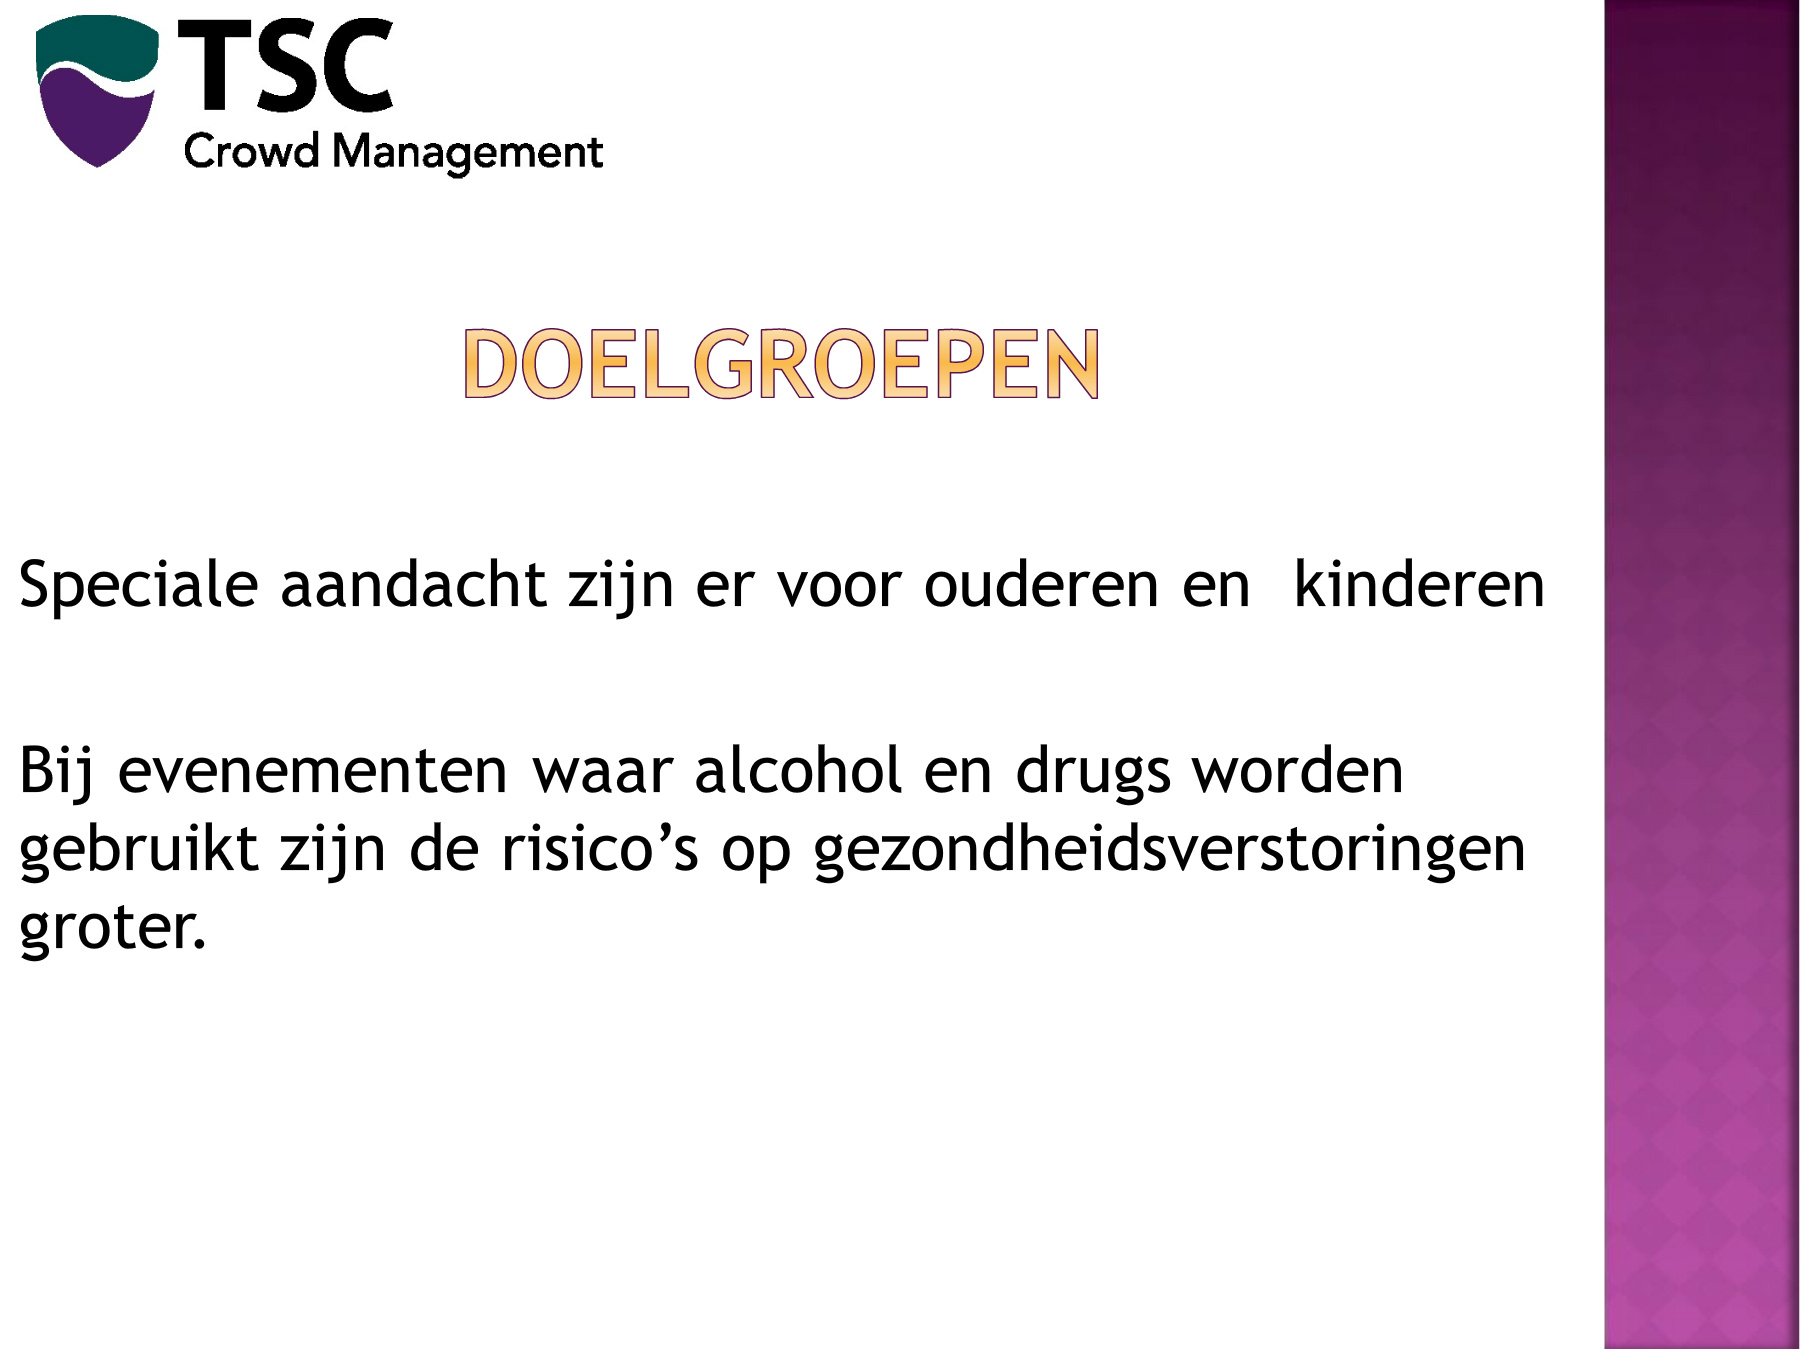 TSC
Crowd Management
DOELGROEPEN
Speciale aandacht zijn er voor ouderen en  kinderen
Bij evenementen waar alcohol en drugs worden
gebruikt zijn de risico’s op gezondheidsverstoringen
groter.